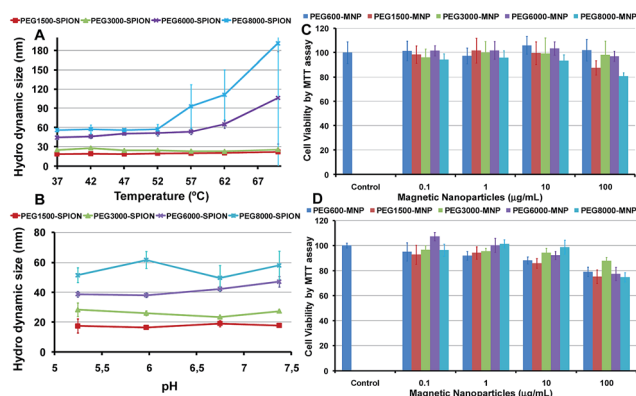 PEG1500-SPION PEG3000-SPION PEG6000-SPION PEG8000-SPION
A
Hydro dynamic size (nm)
180
150
120
90
60
30
0
37 42 47 52 57 62 67
Temperature (ºC)
B
PEG1500-SPION PEG3000-SPION PEG6000-SPION PEG8000-SPION
Hydro dynamic size (nm)
80
60
40
20
0
5 5,5 6 6,5 7 7,5
pH
PEG600-MNP PEG1500-MNP PEG3000-MNP PEG6000-MNP PEG8000-MNP
C
Cell Viability by MTT assay
120
100
80
60
40
20
0
Control 0.1 1 10 100
Magnetic Nanoparticles (µg/mL)
D
PEG600-MNP PEG1500-MNP PEG3000-MNP PEG6000-MNP PEG8000-MNP
Cell Viability by MTT assay
120
100
80
60
40
20
0
Control 0.1 1 10 100
Magnetic Nanoparticles (µg/mL)